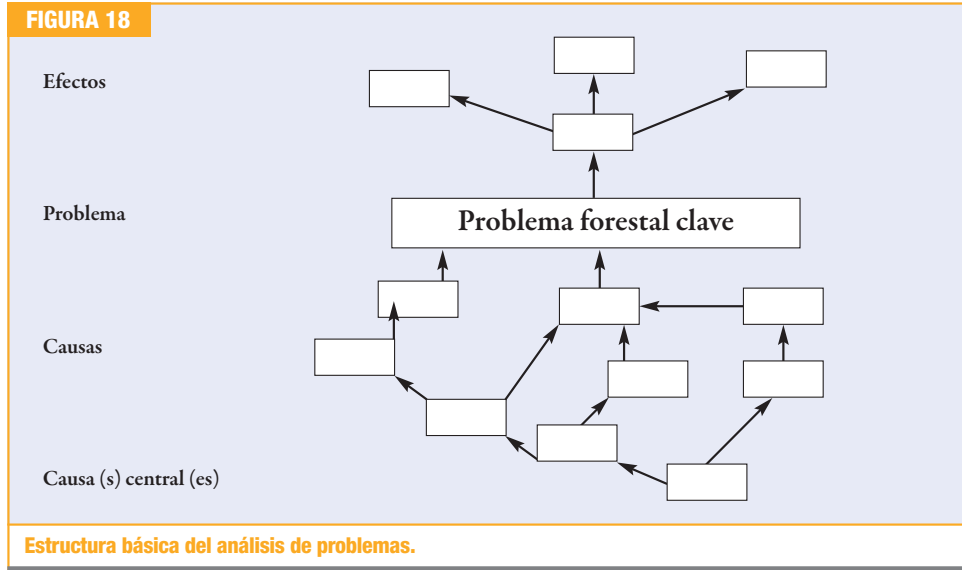 FIGURA 18
Efectos
Problema
Problema forestal clave
Causas
Causa (s) central (es)
Estructura básica del análisis de problemas.